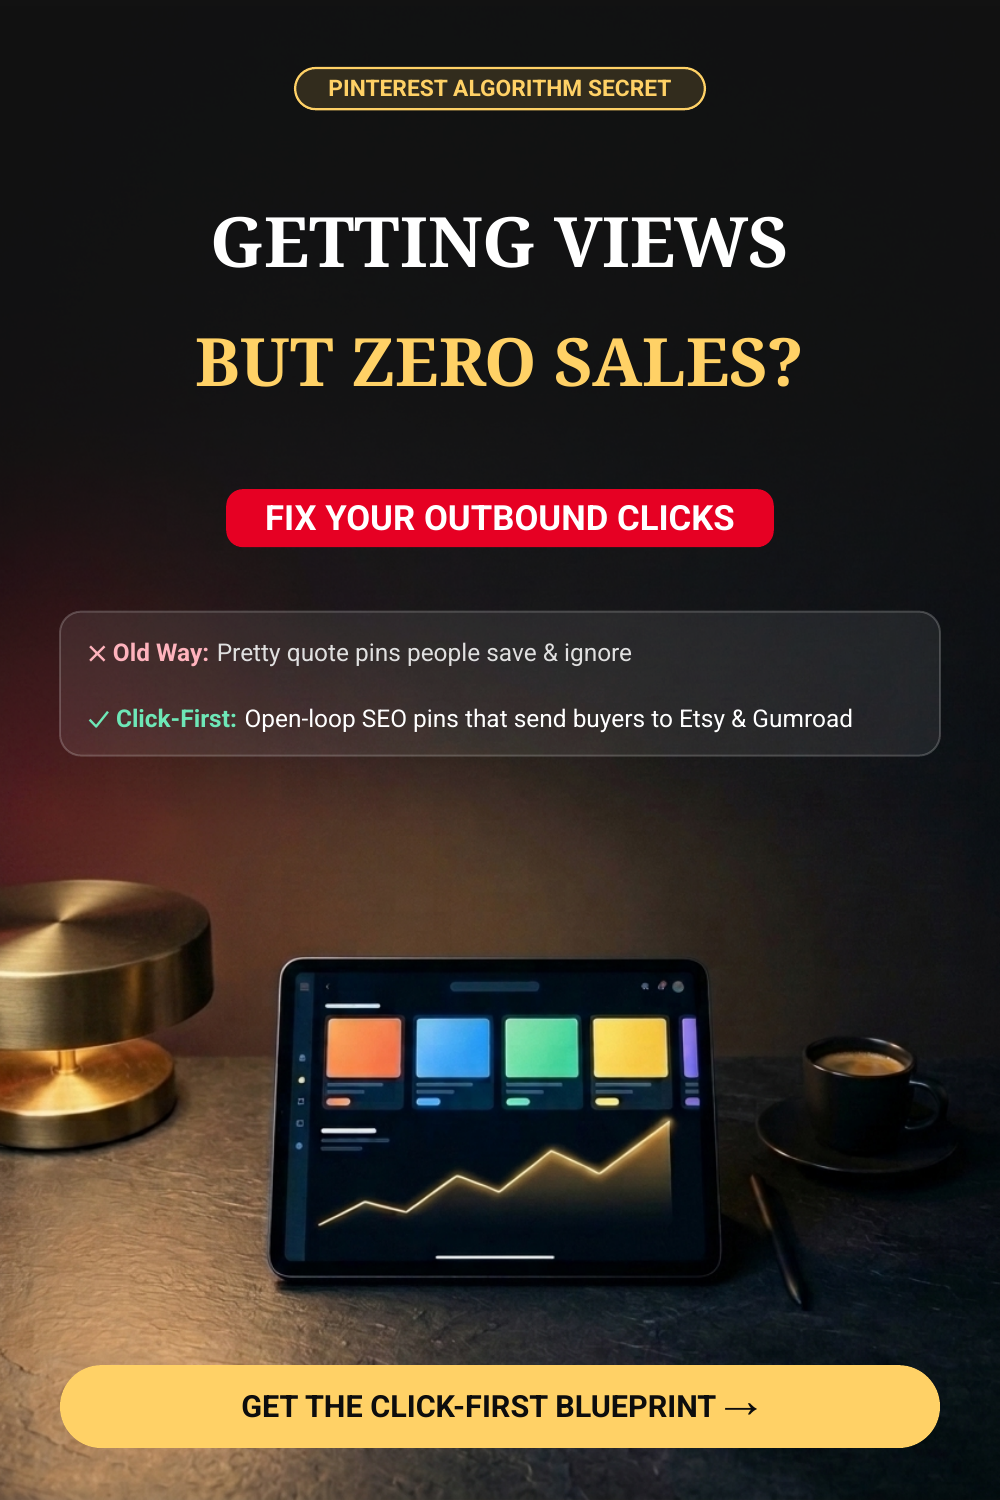 PINTEREST ALGORITHM SECRET
GETTING VIEWS
BUT ZERO SALES?
FIX YOUR OUTBOUND CLICKS
✕ Old Way: Pretty quote pins people save & ignore
✓ Click-First: Open-loop SEO pins that send buyers to Etsy & Gumroad
GET THE CLICK-FIRST BLUEPRINT →